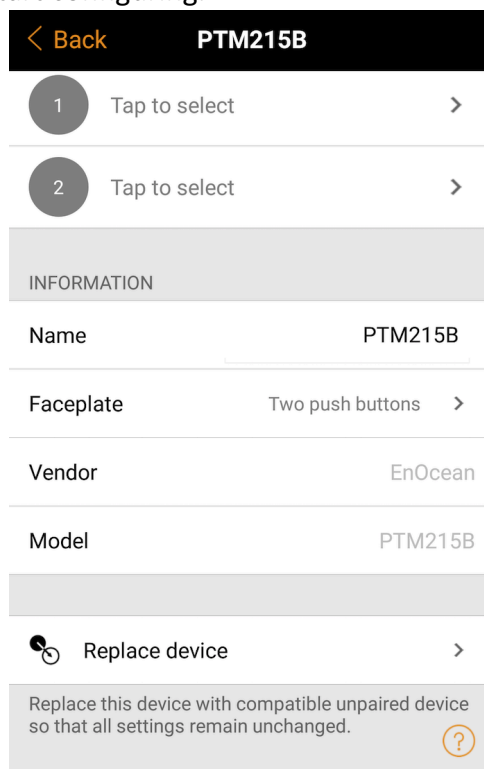 Back PTM215B
1 Tap to select
2 Tap to select
INFORMATION
Name PTM215B
Faceplate Two push buttons
Vendor EnOcean
Model PTM215B
Replace device
Replace this device with compatible unpaired device
so that all settings remain unchanged.
?